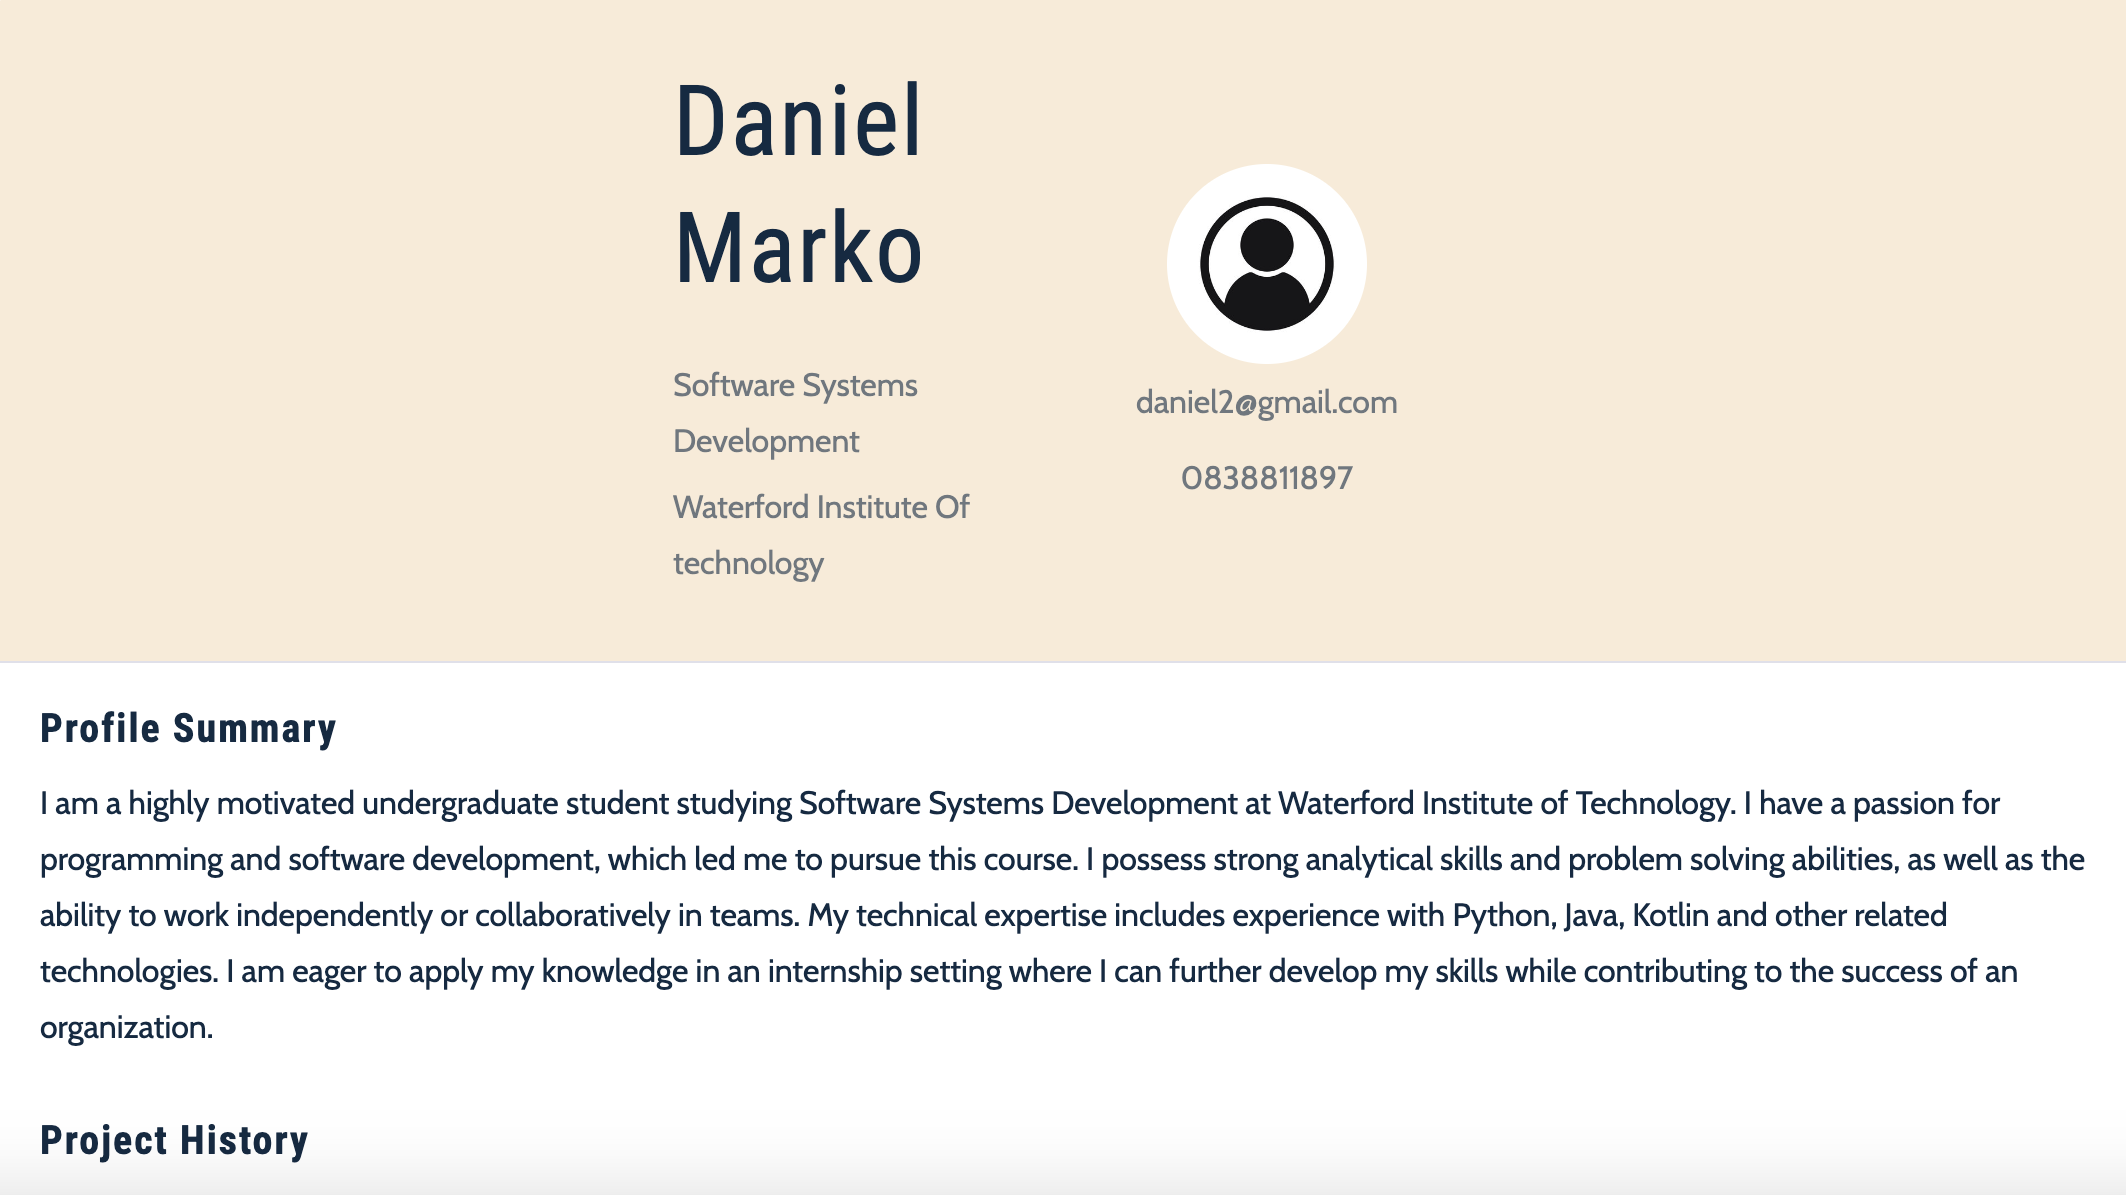 Daniel
Marko
Software Systems
Development
Waterford Institute Of
technology
daniel2@gmail.com
0838811897
Profile Summary
I am a highly motivated undergraduate student studying Software Systems Development at Waterford Institute of Technology. I have a passion for
programming and software development, which led me to pursue this course. I possess strong analytical skills and problem solving abilities, as well as the
ability to work independently or collaboratively in teams. My technical expertise includes experience with Python, Java, Kotlin and other related
technologies. I am eager to apply my knowledge in an internship setting where I can further develop my skills while contributing to the success of an
organization.
Project History